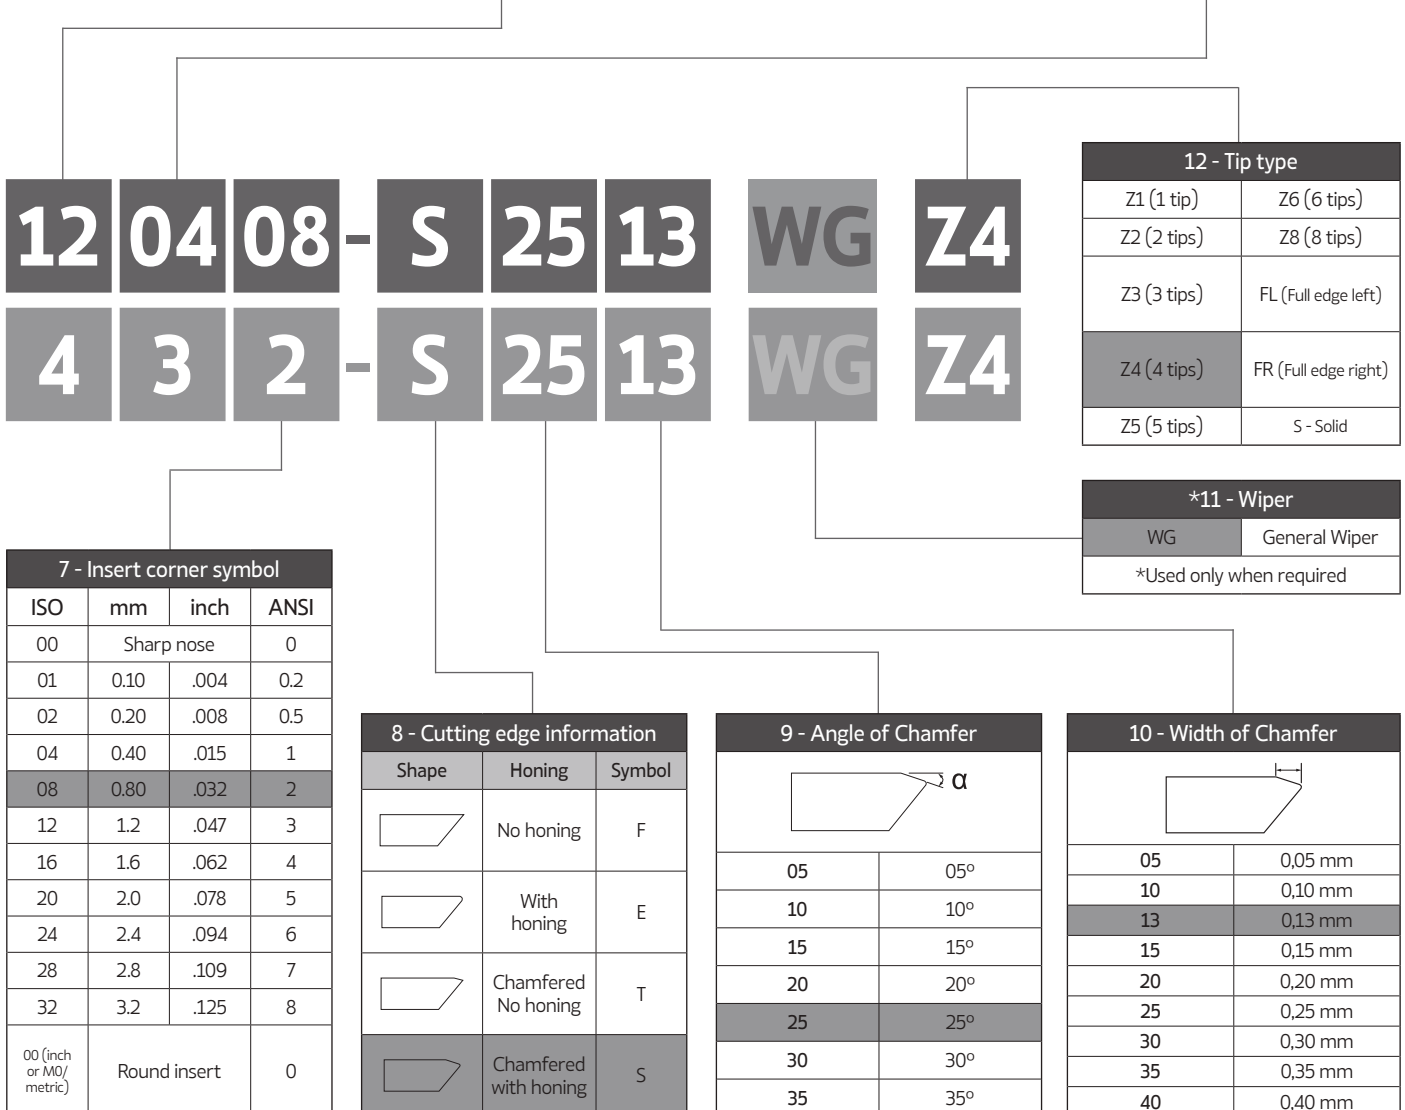 12 04 08 - S 25 13 WG Z4
4 3 2 - S 25 13 WG Z4
12 - Tip type
Z1 (1 tip) Z6 (6 tips)
Z2 (2 tips) Z8 (8 tips)
Z3 (3 tips) FL (Full edge left)
Z4 (4 tips) FR (Full edge right)
Z5 (5 tips) S - Solid
*11 - Wiper
WG General Wiper
*Used only when required
7 - Insert corner symbol
ISO mm inch ANSI
00 Sharp nose 0
01 0.10 .004 0.2
02 0.20 .008 0.5
04 0.40 .015 1
08 0.80 .032 2
12 1.2 .047 3
16 1.6 .062 4
20 2.0 .078 5
24 2.4 .094 6
28 2.8 .109 7
32 3.2 .125 8
00 (inch
or M0/
metric)
Round insert 0
8 - Cutting edge information
Shape Honing Symbol
No honing F
With
honing
E
Chamfered
No honing
T
Chamfered
with honing
S
9 - Angle of Chamfer
α
05 05º
10 10º
15 15º
20 20º
25 25º
30 30º
35 35º
10 - Width of Chamfer
05 0,05 mm
10 0,10 mm
13 0,13 mm
15 0,15 mm
20 0,20 mm
25 0,25 mm
30 0,30 mm
35 0,35 mm
40 0,40 mm